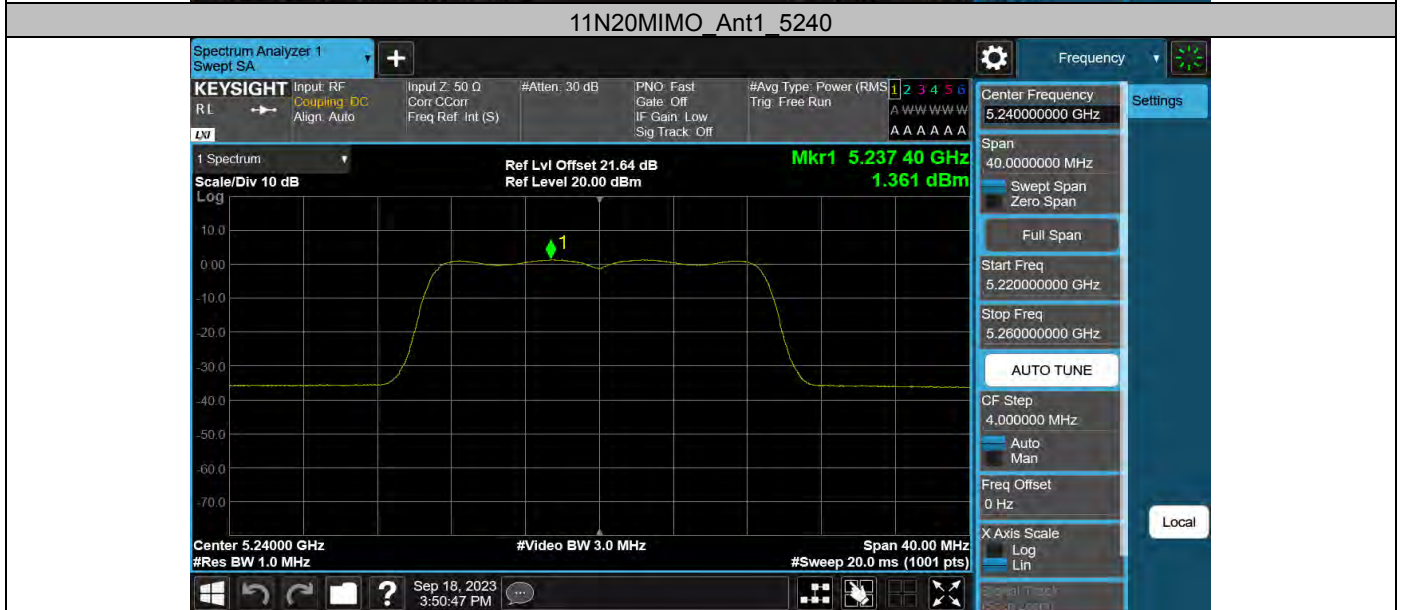 11N20MIMO_Ant1_5240
Spectrum Analyzer 1
Swept SA
Frequency
KEYSIGHT
RL
LXI
Input: RF
Coupling: DC
Align: Auto
Input Z: 50 Ω
Corr CCorr
Freq Ref: Int (S)
#Atten: 30 dB
PNO: Fast
Gate: Off
IF Gain: Low
Sig Track: Off
#Avg Type: Power (RMS
Trig: Free Run
1 2 3 4 5 6
A W W W W W
A A A A A A
1 Spectrum
Scale/Div 10 dB
Log
Ref Lvl Offset 21.64 dB
Ref Level 20.00 dBm
Mkr1 5.237 40 GHz
1.361 dBm
1
10.0
0.00
-10.0
-20.0
-30.0
-40.0
-50.0
-60.0
-70.0
Center 5.24000 GHz
#Res BW 1.0 MHz
#Video BW 3.0 MHz
Span 40.00 MHz
#Sweep 20.0 ms (1001 pts)
Sep 18, 2023
3:50:47 PM
Center Frequency
5.240000000 GHz
Settings
Span
40.0000000 MHz
Swept Span
Zero Span
Full Span
Start Freq
5.220000000 GHz
Stop Freq
5.260000000 GHz
AUTO TUNE
CF Step
4.000000 MHz
Auto
Man
Freq Offset
0 Hz
X Axis Scale
Log
Lin
Local
Signal Track